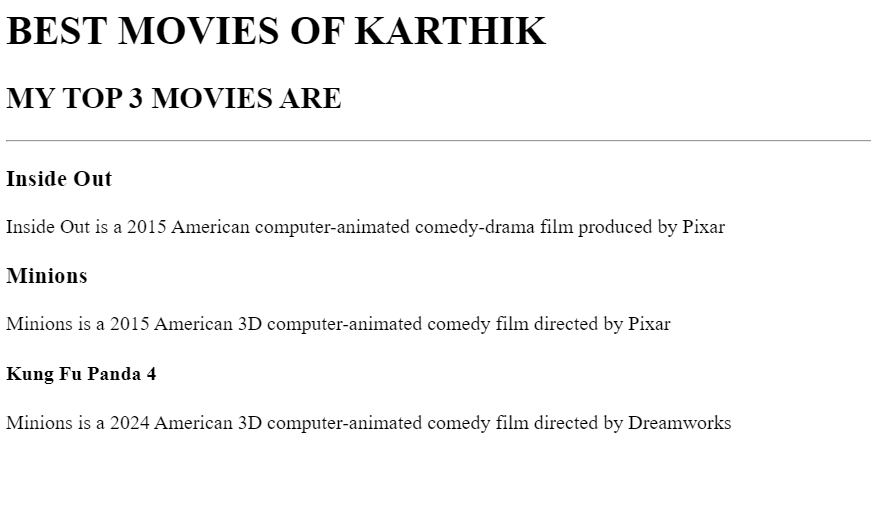 BEST MOVIES OF KARTHIK
MY TOP 3 MOVIES ARE
Inside Out
Inside Out is a 2015 American computer-animated comedy-drama film produced by Pixar
Minions
Minions is a 2015 American 3D computer-animated comedy film directed by Pixar
Kung Fu Panda 4
Minions is a 2024 American 3D computer-animated comedy film directed by Dreamworks